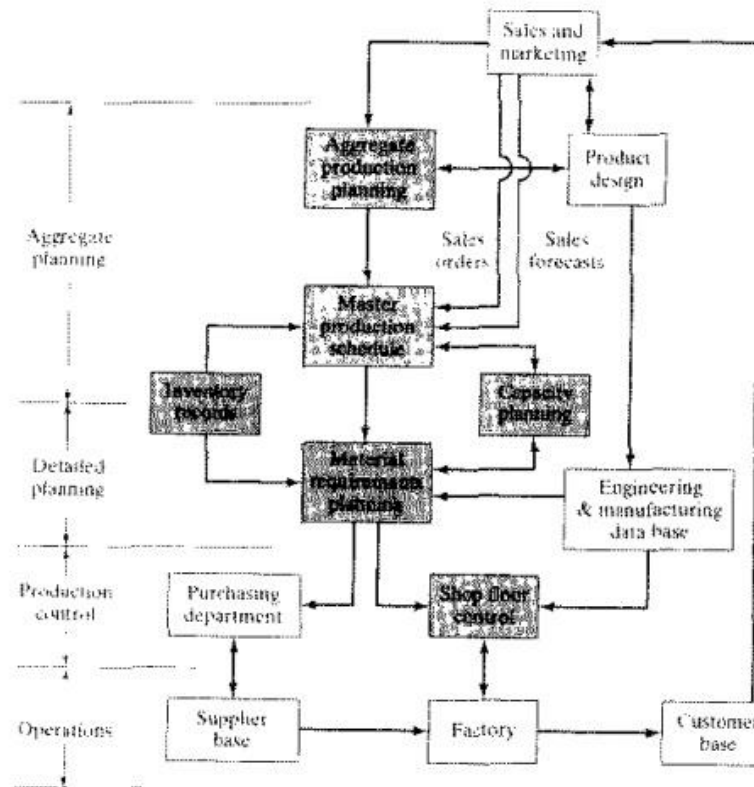 Sales and
marketing
Aggregate
production
planning
Product
design
Aggregate
planning
Sales
orders
Sales
forecasts
Master
production
schedule
Inventory
records
Capacity
planning
Detailed
planning
Material
requirements
planning
Engineering
& manufacturing
data base
Production
control
Purchasing
department
Shop floor
control
Operations
Supplier
base
Factory
Customer
base